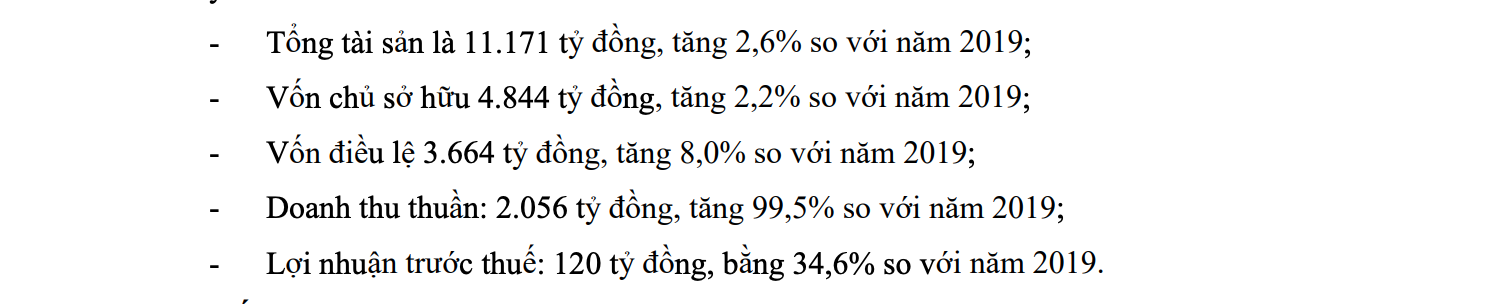 - Tổng tài sản là 11.171 tỷ đồng, tăng 2,6% so với năm 2019;
- Vốn chủ sở hữu 4.844 tỷ đồng, tăng 2,2% so với năm 2019;
- Vốn điều lệ 3.664 tỷ đồng, tăng 8,0% so với năm 2019;
- Doanh thu thuần: 2.056 tỷ đồng, tăng 99,5% so với năm 2019;
- Lợi nhuận trước thuế: 120 tỷ đồng, bằng 34,6% so với năm 2019.